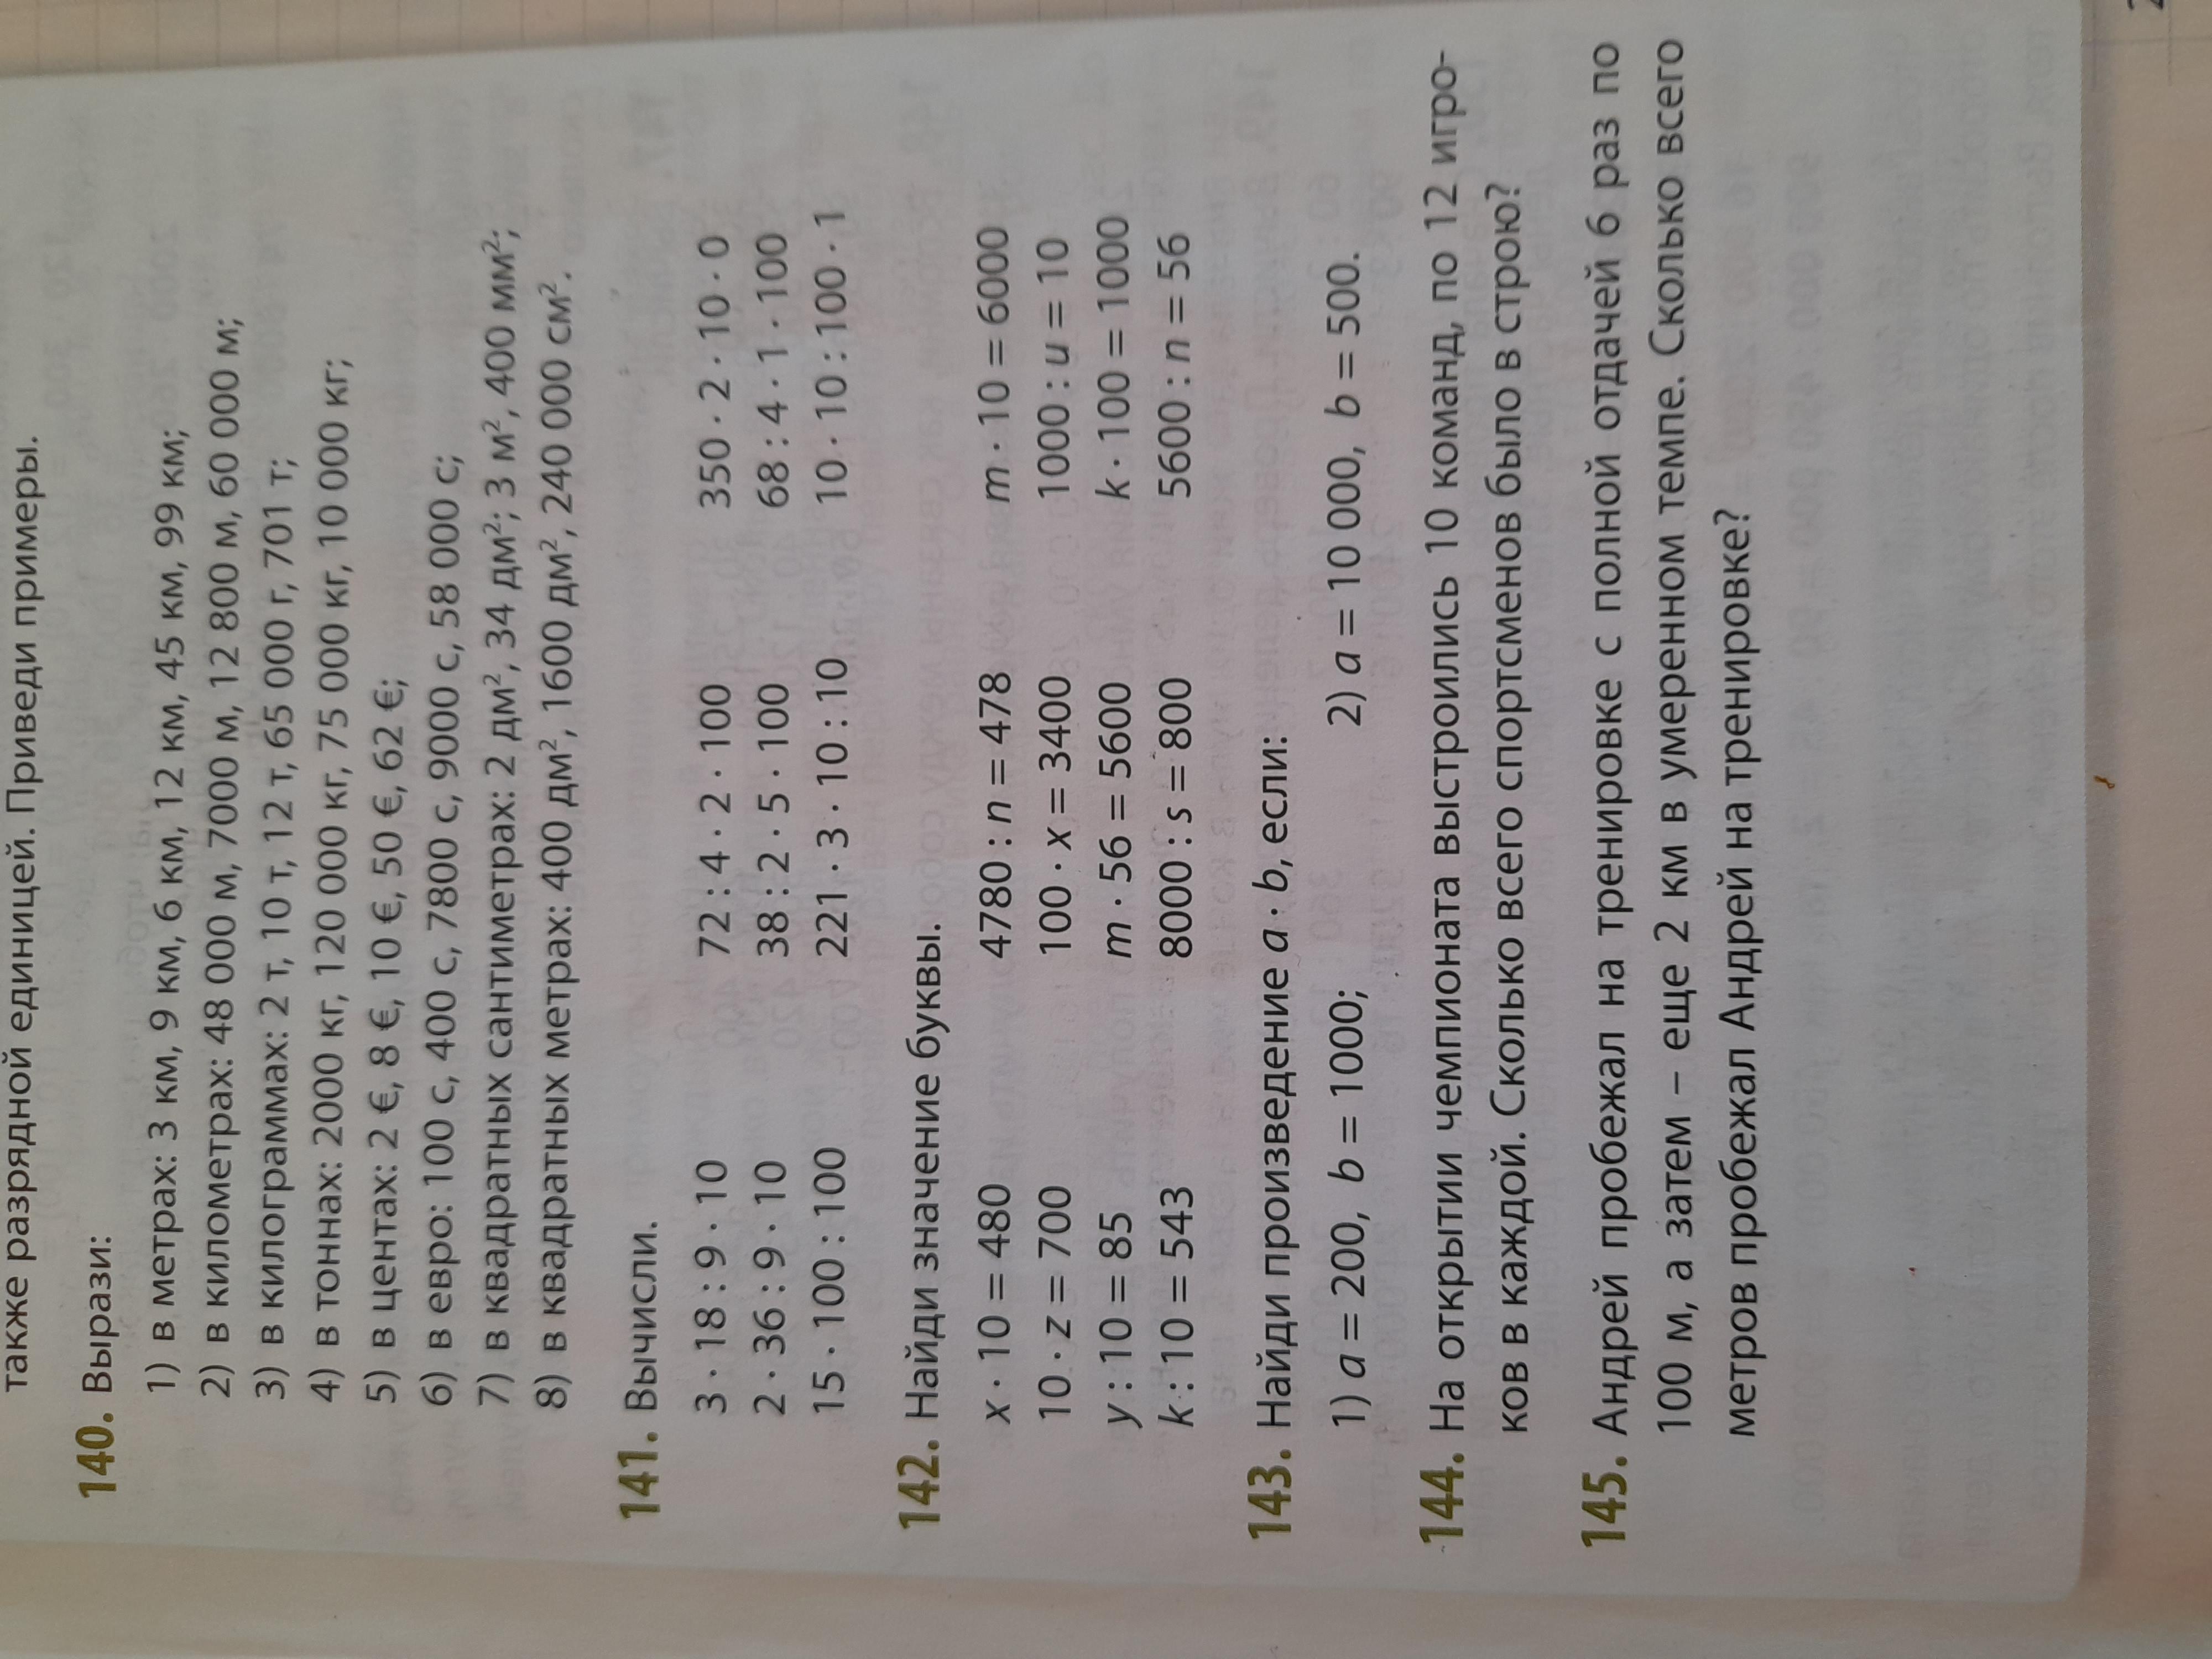 также разрядной единицей. Приведи примеры.
140. Вырази:
1) в метрах: 3 км, 9 км, 6 км, 12 км, 45 км, 99 км;
2) в километрах: 48 000 м, 7000 м, 12 800 м, 60 000 м;
3) в килограммах: 2 т, 10 т, 12 т, 65 000 г, 701 т;
4) в тоннах: 2000 кг, 120 000 кг, 75 000 кг, 10 000 кг;
5) в центах: 2 €, 8 €, 10 €, 50 €, 62 €;
6) в евро: 100 с, 400 с, 7800 с, 9000 с, 58 000 с;
7) в квадратных сантиметрах: 2 дм², 34 дм²; 3 м², 400 мм²;
8) в квадратных метрах: 400 дм², 1600 дм², 240 000 см².
141. Вычисли.
3 · 18 : 9 · 10 72 : 4 · 2 · 100 350 · 2 · 10 · 0
2 · 36 : 9 · 10 38 : 2 · 5 · 100 68 : 4 · 1 · 100
15 · 100 : 100 221 · 3 · 10 : 10 10 · 10 : 100 · 1
142. Найди значение буквы.
x · 10 = 480 4780 : n = 478 m · 10 = 6000
10 · z = 700 100 · x = 3400 1000 : u = 10
y : 10 = 85 m · 56 = 5600 k · 100 = 1000
k : 10 = 543 8000 : s = 800 5600 : n = 56
143. Найди произведение a · b, если:
1) a = 200, b = 1000; 2) a = 10 000, b = 500.
144. На открытии чемпионата выстроились 10 команд, по 12 игро-
ков в каждой. Сколько всего спортсменов было в строю?
145. Андрей пробежал на тренировке с полной отдачей 6 раз по
100 м, а затем – еще 2 км в умеренном темпе. Сколько всего
метров пробежал Андрей на тренировке?